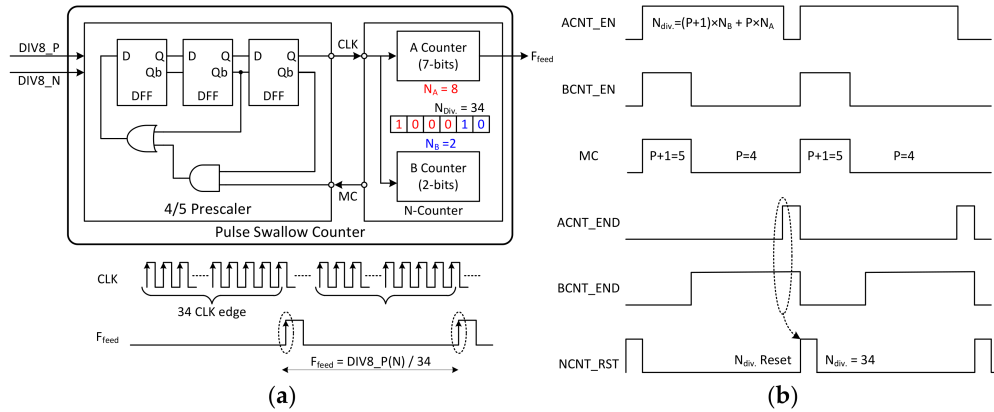 DIV8_P
DIV8_N
D Q
Qb
DFF
D Q
Qb
DFF
D Q
Qb
DFF
4/5 Prescaler
CLK
MC
A Counter
(7-bits)
N_A = 8
N_Div. = 34
1 0 0 0 0 1 0
N_B =2
B Counter
(2-bits)
N-Counter
F_feed
Pulse Swallow Counter
CLK
34 CLK edge
F_feed
F_feed = DIV8_P(N) / 34
(a)
ACNT_EN
N_div.=(P+1)×N_B + P×N_A
BCNT_EN
MC
P+1=5
P=4
P+1=5
P=4
ACNT_END
BCNT_END
NCNT_RST
N_div. Reset
N_div. = 34
(b)